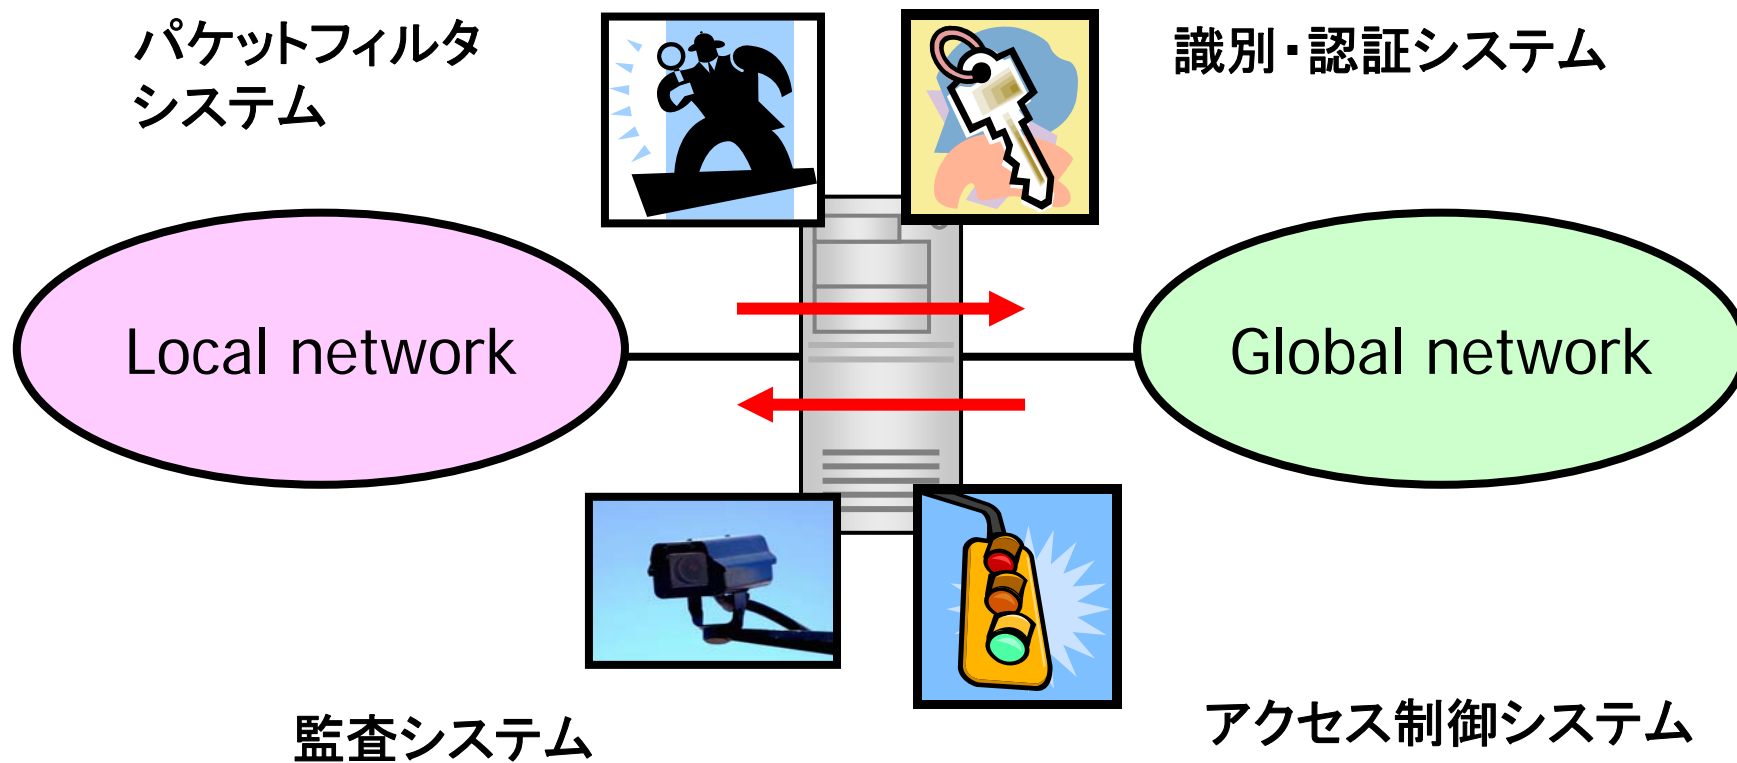 パケットフィルタ
システム
識別・認証システム
Local network
Global network
監査システム
アクセス制御システム